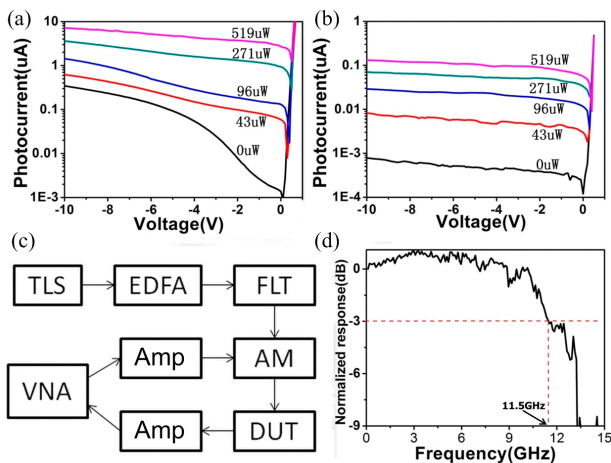 (a)
Photocurrent(uA)
10
1
0.1
0.01
1E-3
519uW
271uW
96uW
43uW
0uW
-10
-8
-6
-4
-2
0
Voltage(V)
(b)
Photocurrent(uA)
1
0.1
0.01
1E-3
1E-4
519uW
271uW
96uW
43uW
0uW
-10
-8
-6
-4
-2
0
Voltage(V)
(c)
TLS
EDFA
FLT
VNA
Amp
AM
Amp
DUT
(d)
Normalized response(dB)
0
-3
-6
-9
11.5GHz
0
3
6
9
12
15
Frequency(GHz)